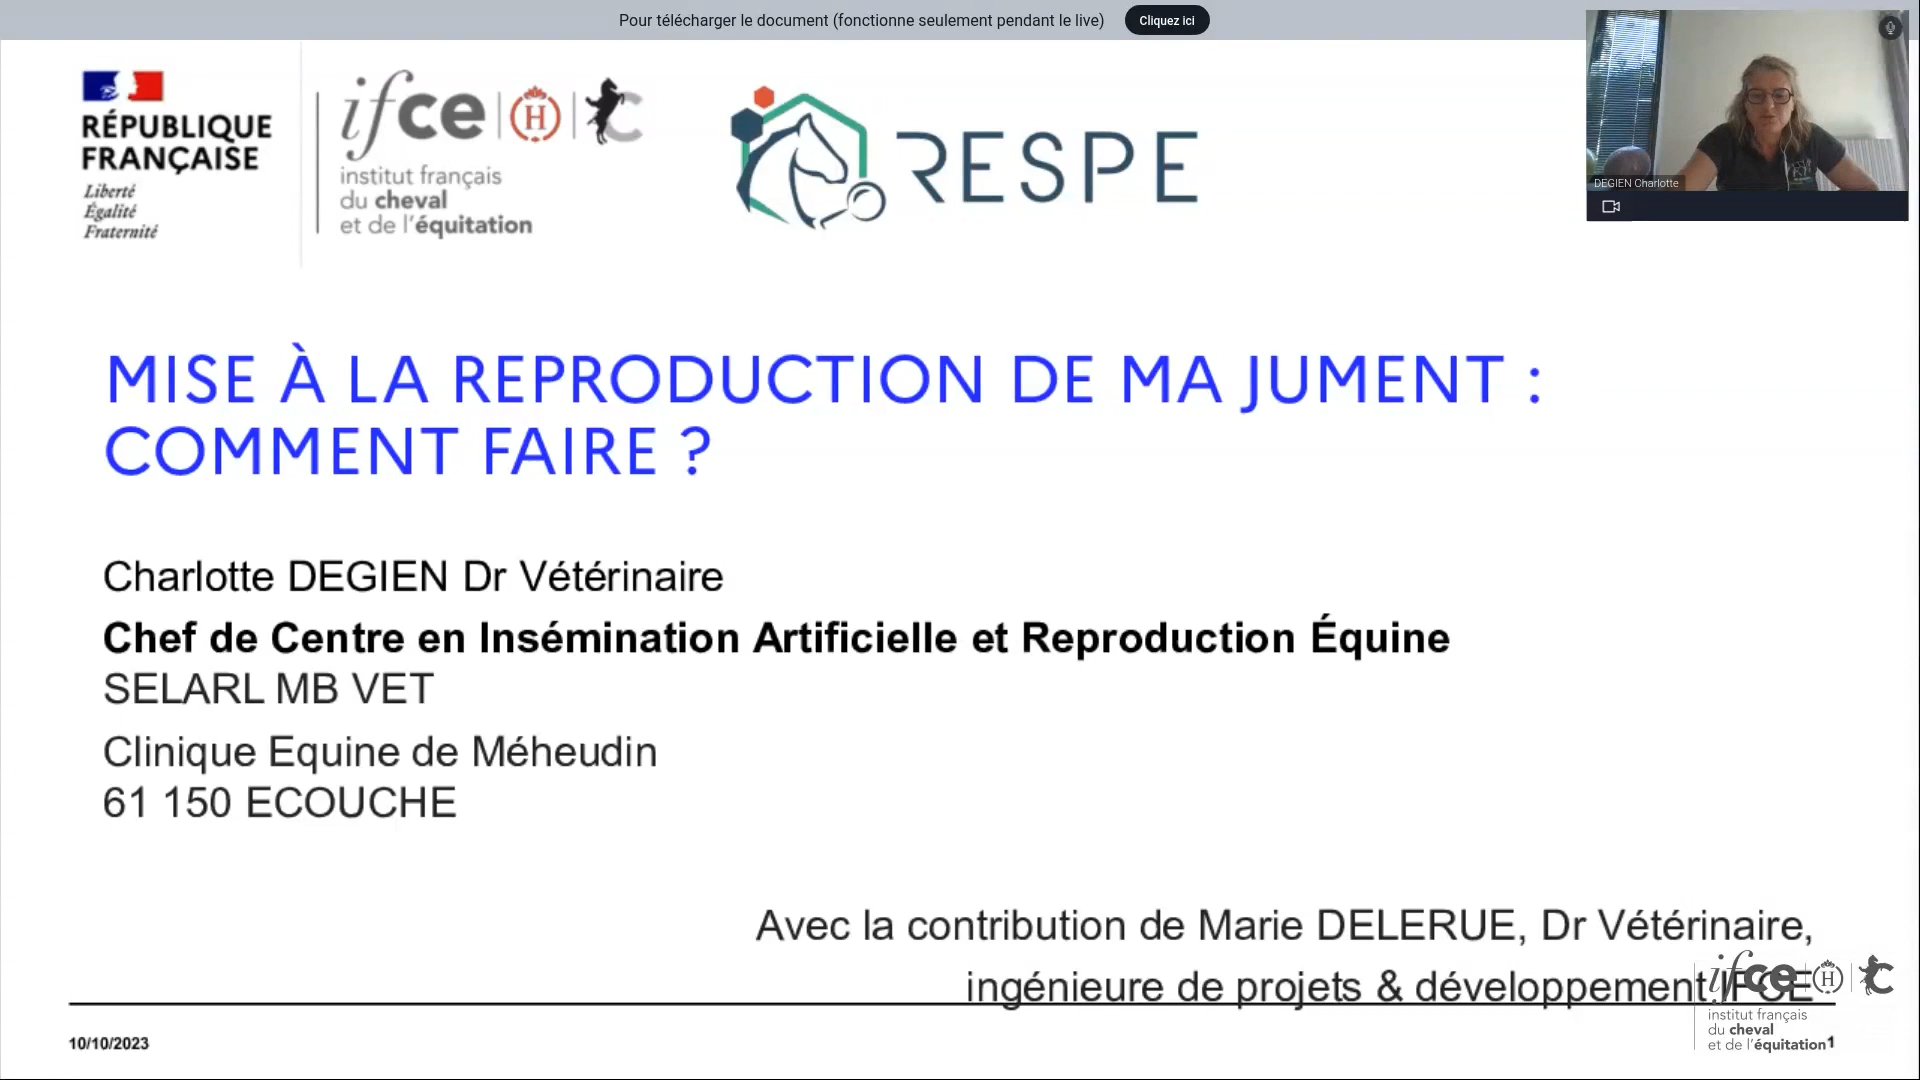 Pour télécharger le document (fonctionne seulement pendant le live) Cliquez ici
RÉPUBLIQUE
FRANÇAISE
Liberté
Égalité
Fraternité
ifce H C
institut français
du cheval
et de l'équitation
RESPE
DEGIEN Charlotte
MISE À LA REPRODUCTION DE MA JUMENT :
COMMENT FAIRE ?
Charlotte DEGIEN Dr Vétérinaire
Chef de Centre en Insémination Artificielle et Reproduction Équine
SELARL MB VET
Clinique Equine de Méheudin
61 150 ECOUCHE
Avec la contribution de Marie DELERUE, Dr Vétérinaire,
ingénieure de projets & développement IFCE
ifce H C
institut français
du cheval
et de l'équitation
10/10/2023
1